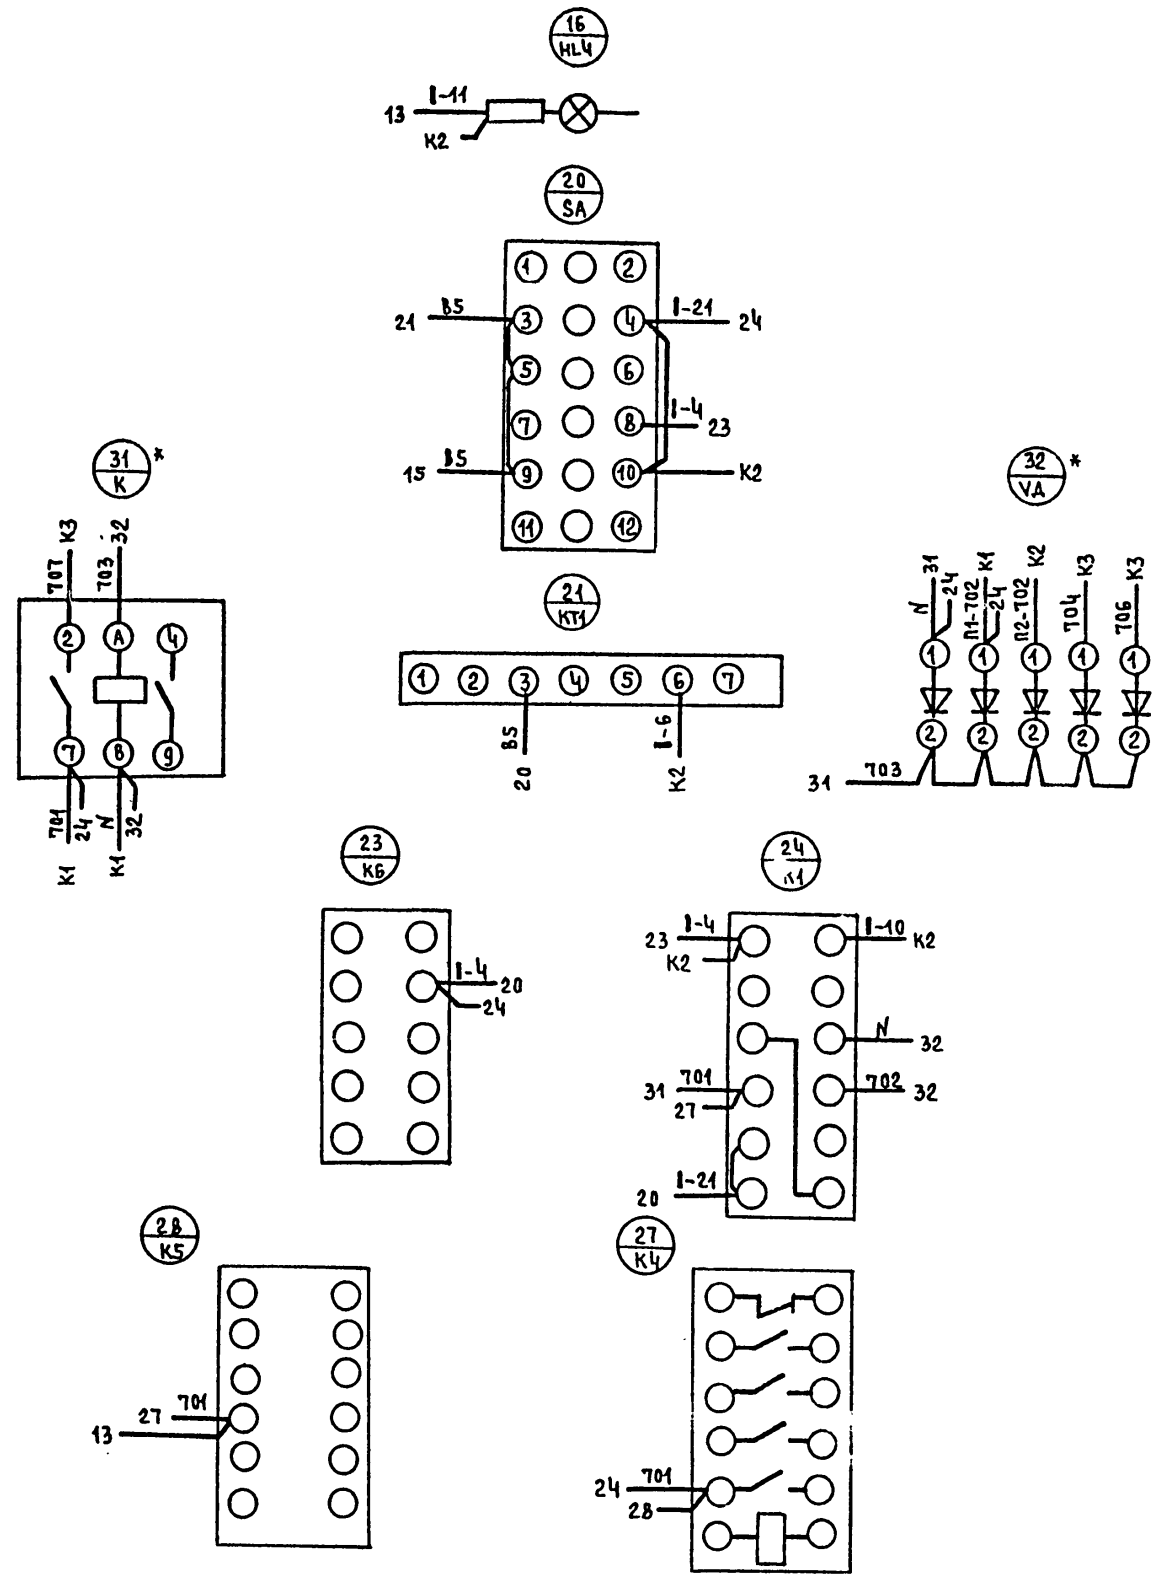 16
HL4
I-11
13
K2
20
SA
1 2
B5
21 3 4 I-21 24
5 6
7 8 I-4 23
B5
15 9 10 K2
11 12
31 *
K
K3 32
707 703
2 A 4
7 B 9
701 24 N 32
K1 K1
21
KT1
1 2 3 4 5 6 7
B5 I-6
20 K2
32 *
VД
31 K1 K2 K3 K3
N 24 П1-702 24 П2-702 704 706
1 1 1 1 1
2 2 2 2 2
31 703
23
K6
I-4 20
24
24
K1
23 I-4 I-10 K2
K2
N 32
31 701 702 32
27
20 I-21
28
K5
27 701
13
27
K4
24 701
28